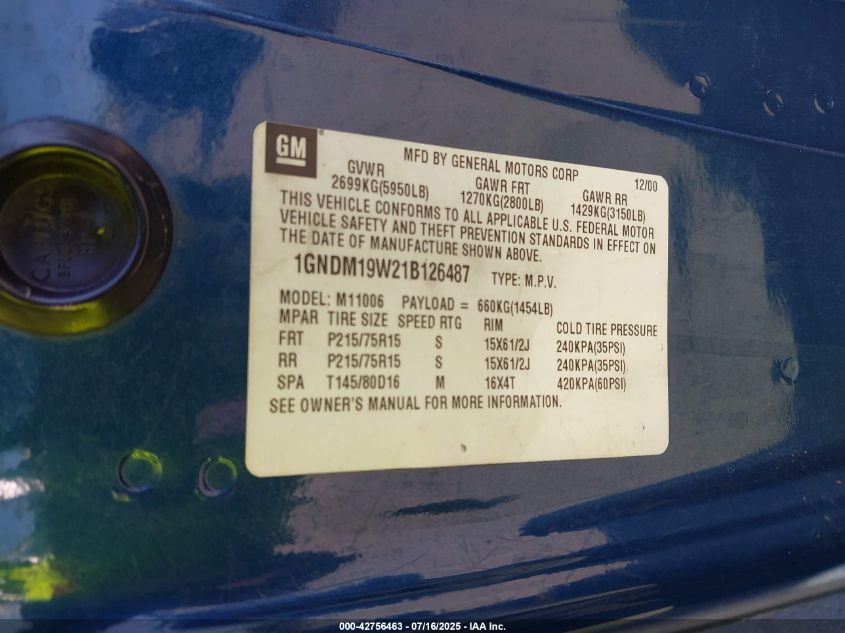 GM
MFD BY GENERAL MOTORS CORP 12/00
GVWR GAWR FRT GAWR RR
2699KG(5950LB) 1270KG(2800LB) 1429KG(3150LB)
THIS VEHICLE CONFORMS TO ALL APPLICABLE U.S. FEDERAL MOTOR
VEHICLE SAFETY AND THEFT PREVENTION STANDARDS IN EFFECT ON
THE DATE OF MANUFACTURE SHOWN ABOVE.
1GNDM19W21B126487 TYPE: M.P.V.
MODEL: M11006 PAYLOAD = 660KG(1454LB)
MPAR TIRE SIZE SPEED RTG RIM COLD TIRE PRESSURE
FRT P215/75R15 S 15X61/2J 240KPA(35PSI)
RR P215/75R15 S 15X61/2J 240KPA(35PSI)
SPA T145/80D16 M 16X4T 420KPA(60PSI)
SEE OWNER'S MANUAL FOR MORE INFORMATION.
000-42756463 - 07/16/2025 - IAA Inc.